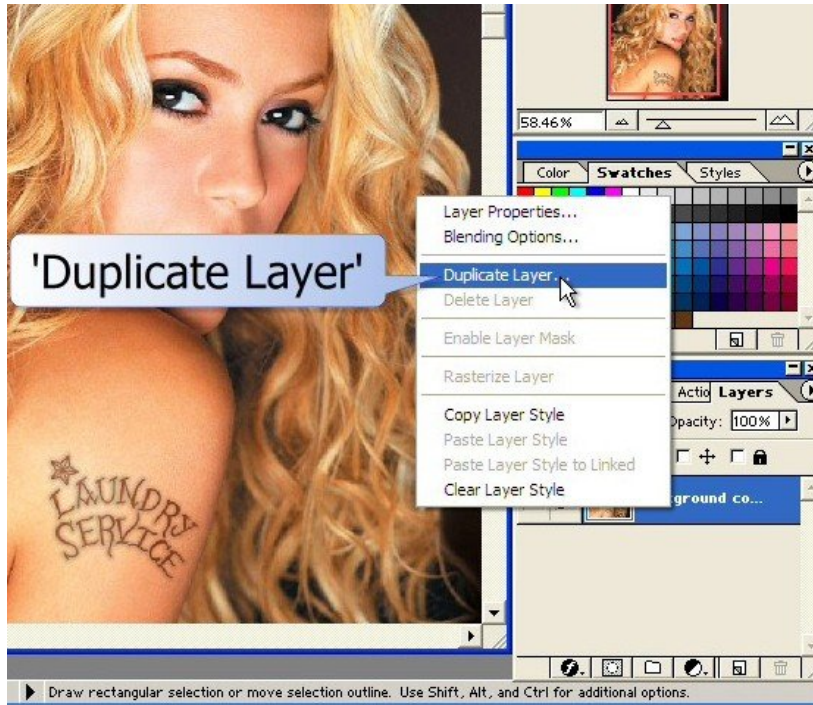 58.46%
Color Swatches Styles
Layer Properties...
Blending Options...
'Duplicate Layer'
Duplicate Layer...
Delete Layer
Enable Layer Mask
Rasterize Layer
Actio Layers
Copy Layer Style
Opacity: 100%
Paste Layer Style
Paste Layer Style to Linked
Clear Layer Style
ground co...
LAUNDRY
SERVICE
Draw rectangular selection or move selection outline. Use Shift, Alt, and Ctrl for additional options.